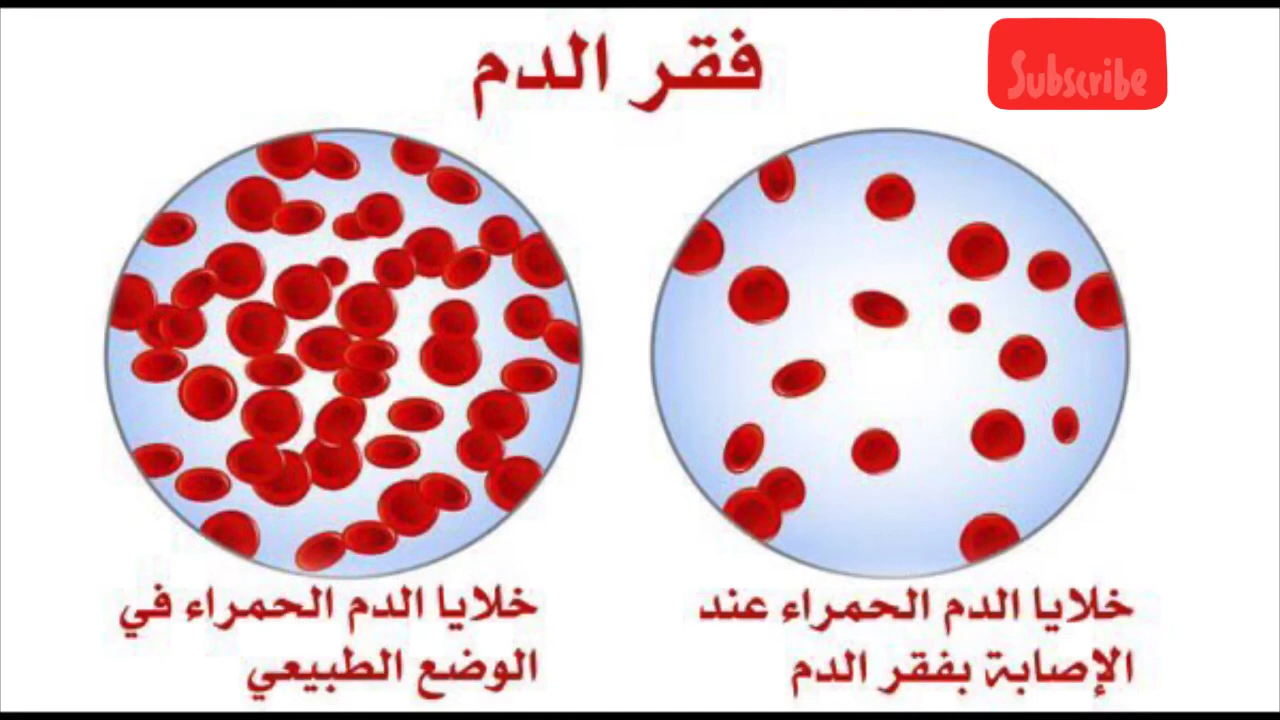 فقر الدم
Subscribe
خلايا الدم الحمراء عند
الإصابة بفقر الدم
خلايا الدم الحمراء في
الوضع الطبيعي